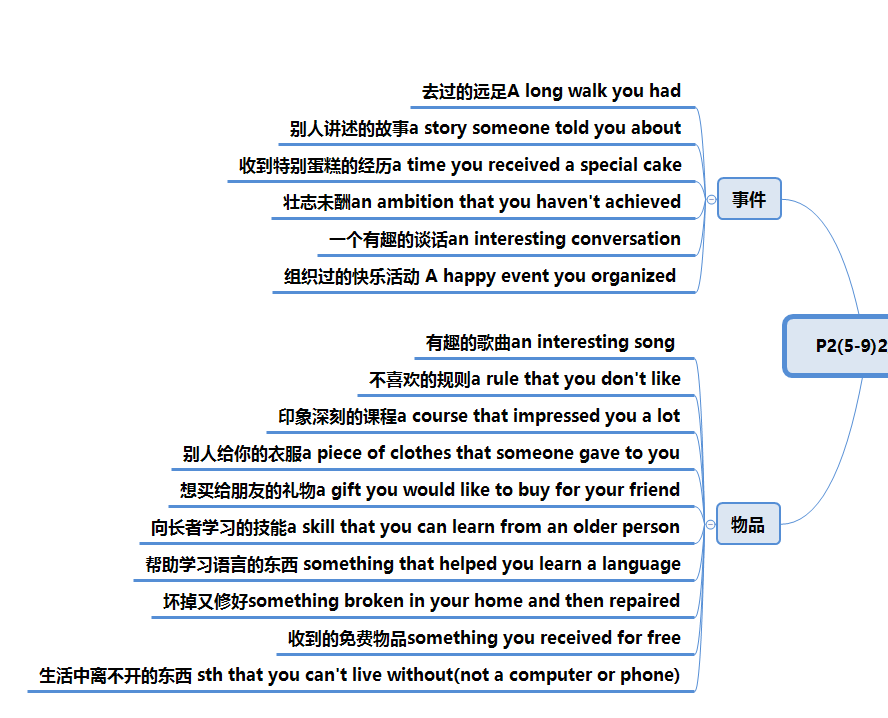 去过的远足A long walk you had
别人讲述的故事a story someone told you about
收到特别蛋糕的经历a time you received a special cake
壮志未酬an ambition that you haven't achieved
一个有趣的谈话an interesting conversation
组织过的快乐活动 A happy event you organized
事件
P2(5-9)2
有趣的歌曲an interesting song
不喜欢的规则a rule that you don't like
印象深刻的课程a course that impressed you a lot
别人给你的衣服a piece of clothes that someone gave to you
想买给朋友的礼物a gift you would like to buy for your friend
向长者学习的技能a skill that you can learn from an older person
帮助学习语言的东西 something that helped you learn a language
坏掉又修好something broken in your home and then repaired
收到的免费物品something you received for free
生活中离不开的东西 sth that you can't live without(not a computer or phone)
物品